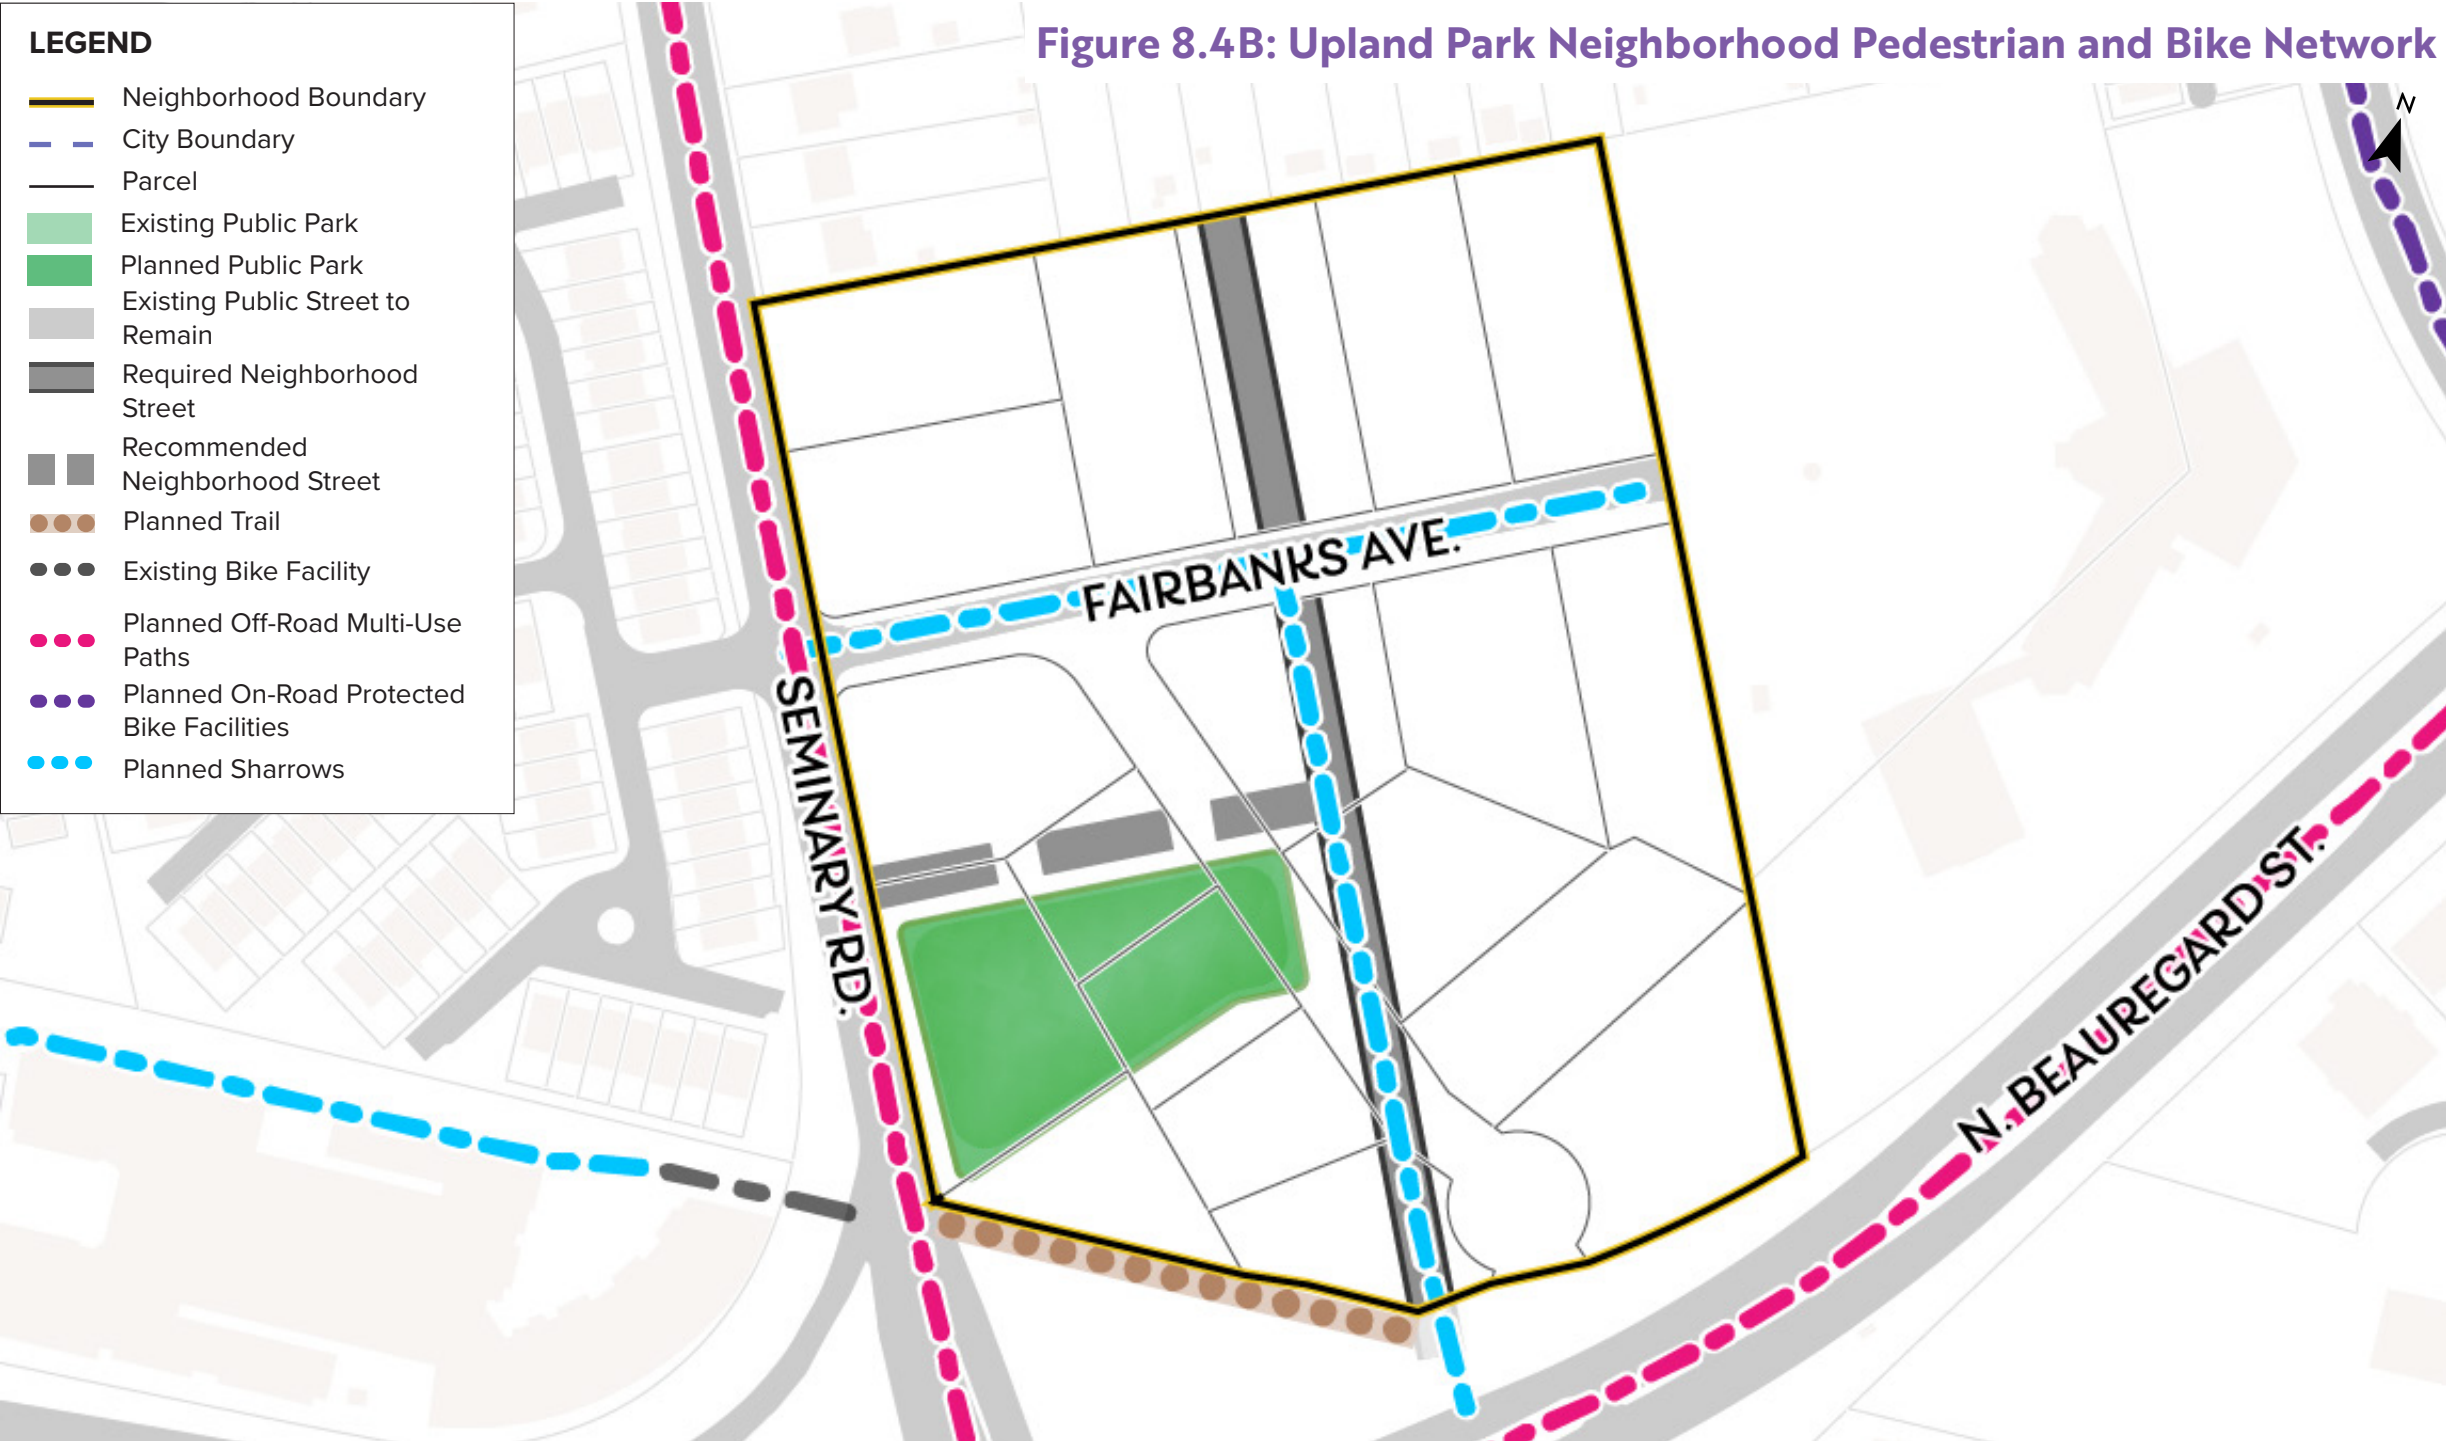 Figure 8.4B: Upland Park Neighborhood Pedestrian and Bike Network
LEGEND
Neighborhood Boundary
City Boundary
Parcel
Existing Public Park
Planned Public Park
Existing Public Street to
Remain
Required Neighborhood
Street
Recommended
Neighborhood Street
Planned Trail
Existing Bike Facility
Planned Off-Road Multi-Use
Paths
Planned On-Road Protected
Bike Facilities
Planned Sharrows
N
FAIRBANKS AVE.
SEMINARY RD.
N. BEAUREGARD ST.